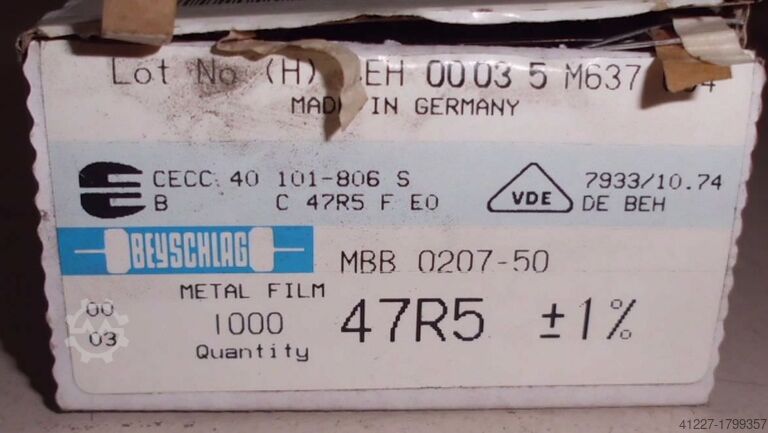 Lot No (H) EH 00 03 5 M637
MADE IN GERMANY
CECC 40 101-806 S
B C 47R5 F E0
VDE
7933/10.74
DE BEH
BEYSCHLAG
MBB 0207-50
METAL FILM
00
03
1000
Quantity
47R5 ±1%
41227-1799357